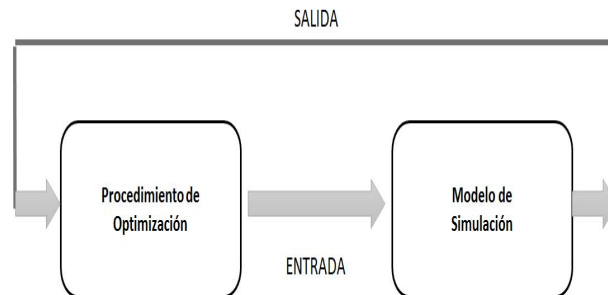 SALIDA
Procedimiento de
Optimización
Modelo de
Simulación
ENTRADA